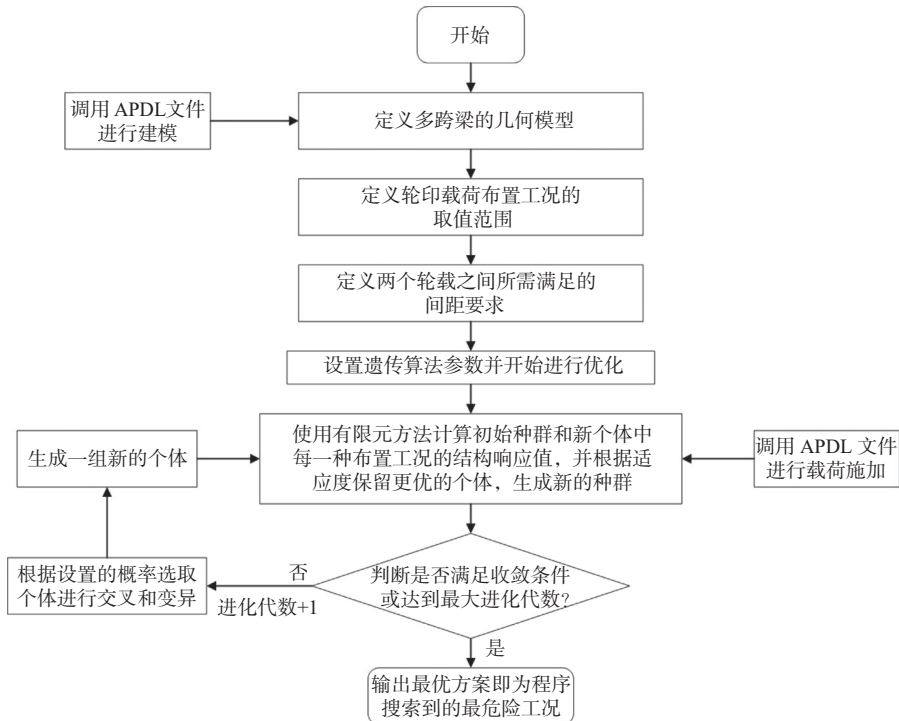 开始
调用 APDL文件
进行建模
定义多跨梁的几何模型
定义轮印载荷布置工况的
取值范围
定义两个轮载之间所需满足的
间距要求
设置遗传算法参数并开始进行优化
生成一组新的个体
使用有限元方法计算初始种群和新个体中
每一种布置工况的结构响应值，并根据适
应度保留更优的个体，生成新的种群
调用 APDL 文件
进行载荷施加
根据设置的概率选取
个体进行交叉和变异
否
进化代数+1
判断是否满足收敛条件
或达到最大进化代数?
是
输出最优方案即为程序
搜索到的最危险工况